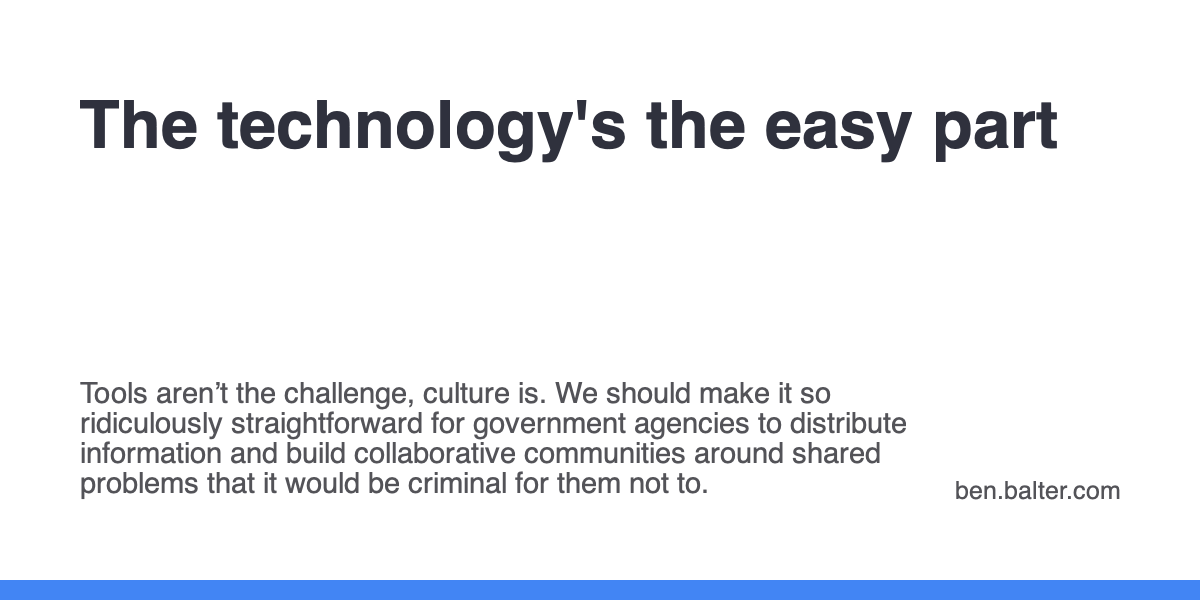 The technology's the easy part
Tools aren’t the challenge, culture is. We should make it so
ridiculously straightforward for government agencies to distribute
information and build collaborative communities around shared
problems that it would be criminal for them not to.
ben.balter.com